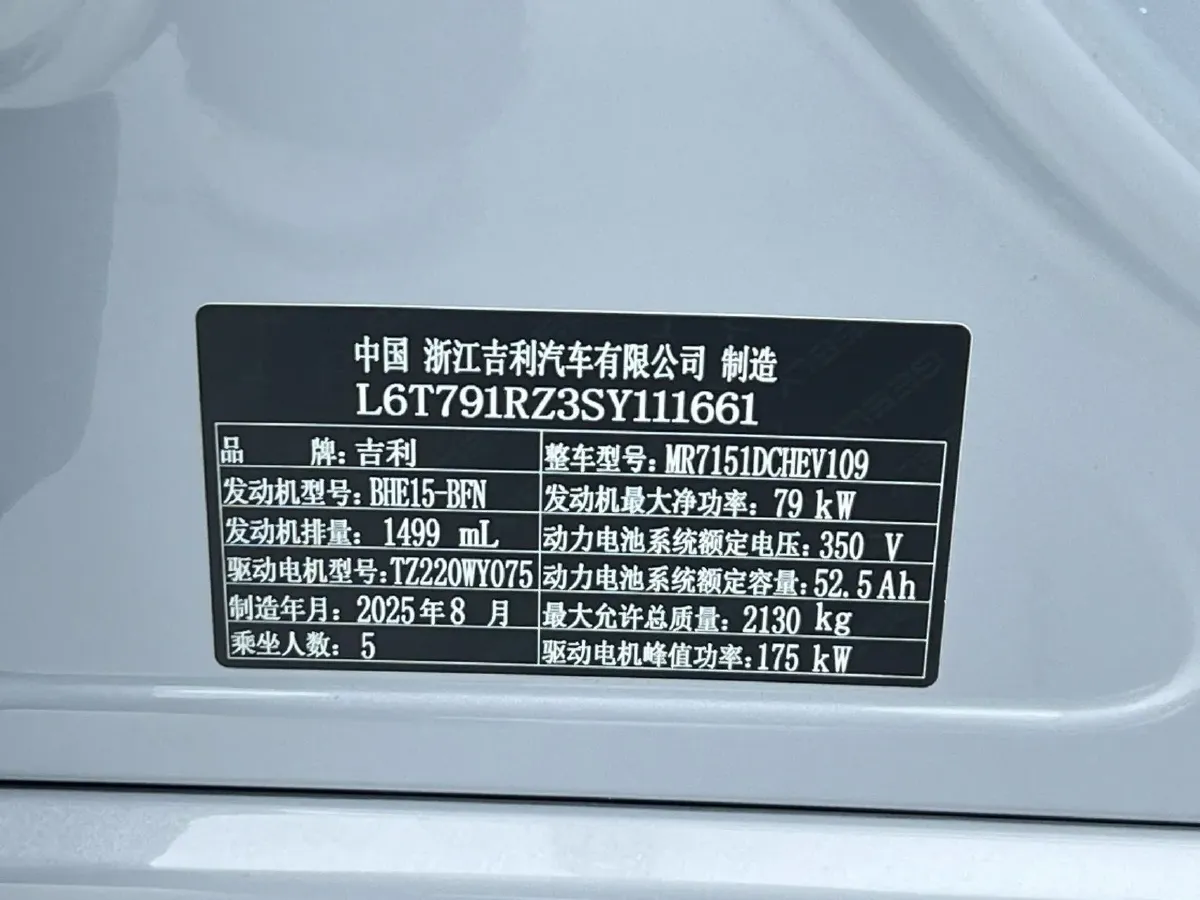 中国 浙江吉利汽车有限公司 制造
L6T791RZ3SY111661
品 牌: 吉利 整车型号: MR7151DCHEV109
发动机型号: BHE15-BFN 发动机最大净功率: 79 kW
发动机排量: 1499 mL 动力电池系统额定电压: 350 V
驱动电机型号: TZ220WY075 动力电池系统额定容量: 52.5 Ah
制造年月: 2025 年 8 月 最大允许总质量: 2130 kg
乘坐人数: 5 驱动电机峰值功率: 175 kW